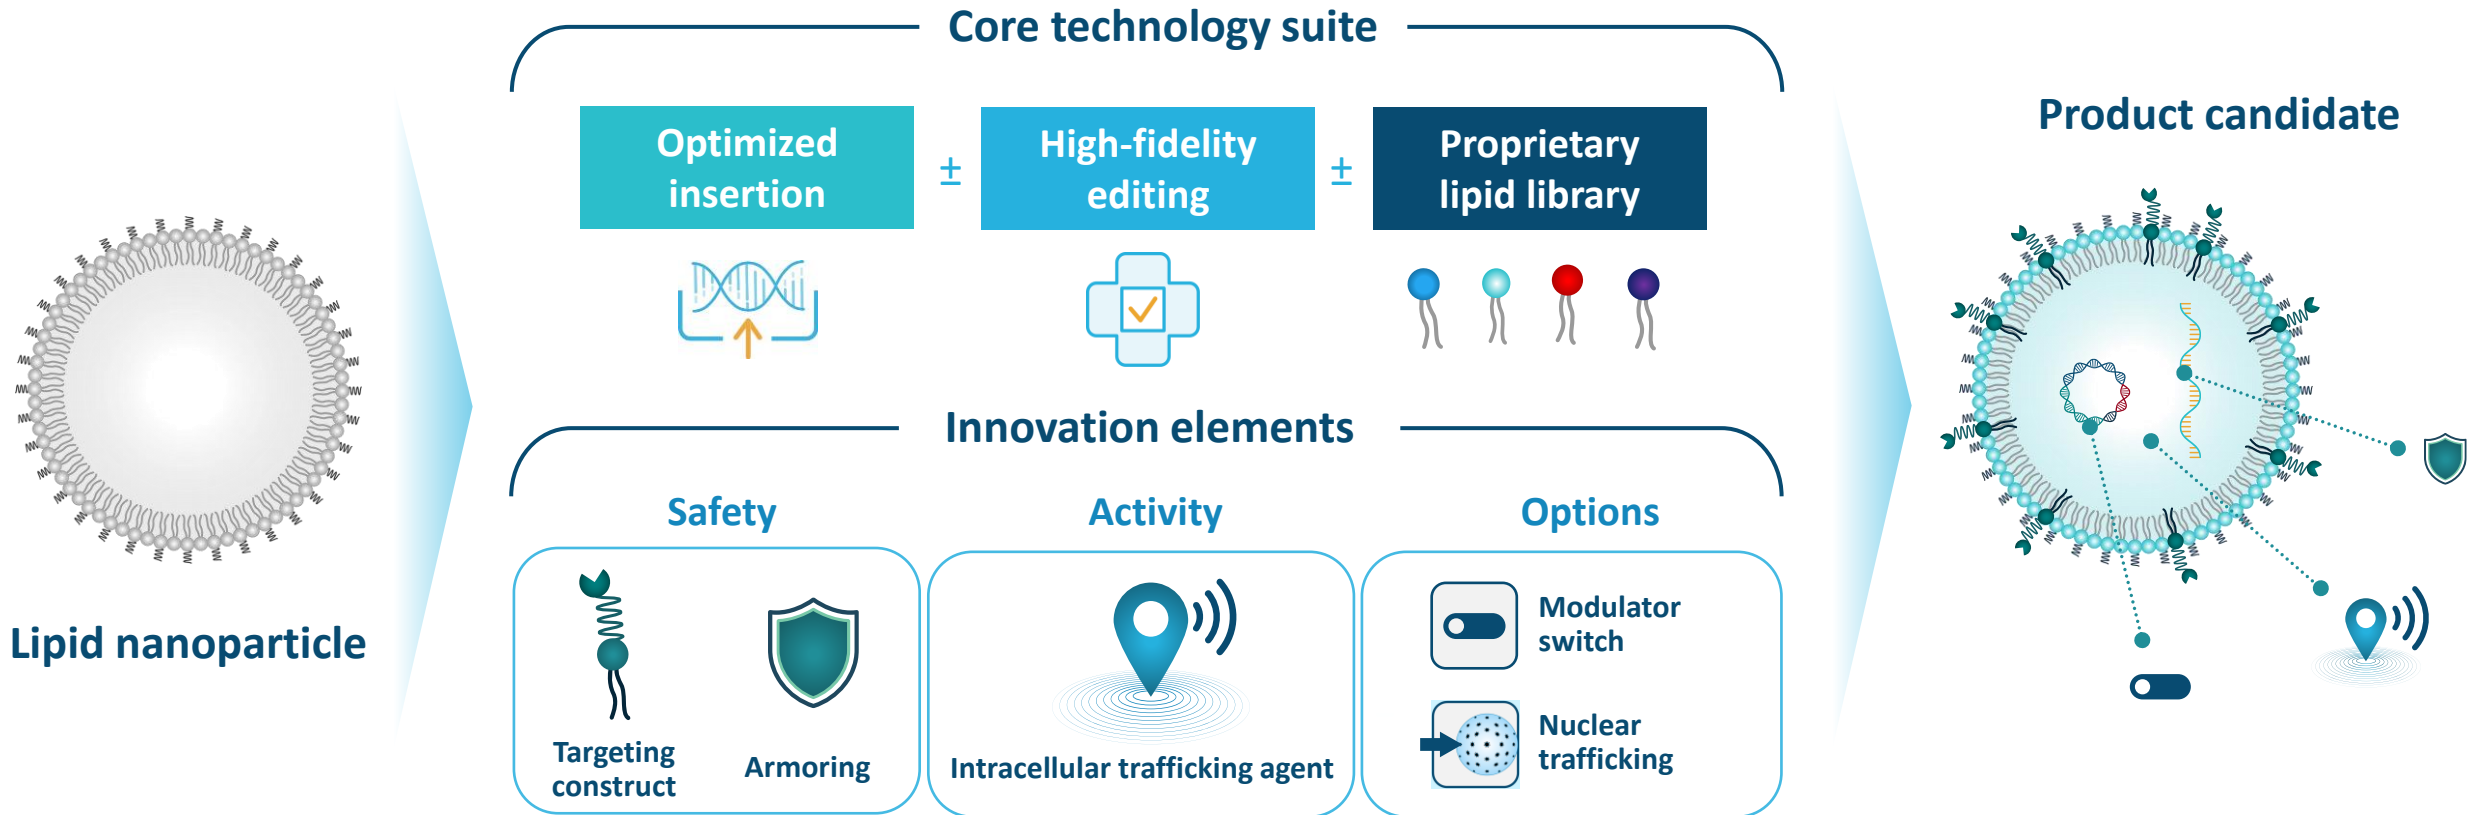 Core technology suite
Product candidate
Optimized
insertion
±
High-fidelity
editing
±
Proprietary
lipid library
Lipid nanoparticle
Innovation elements
Safety
Activity
Options
Targeting
construct
Armoring
Intracellular trafficking agent
Modulator
switch
Nuclear
trafficking